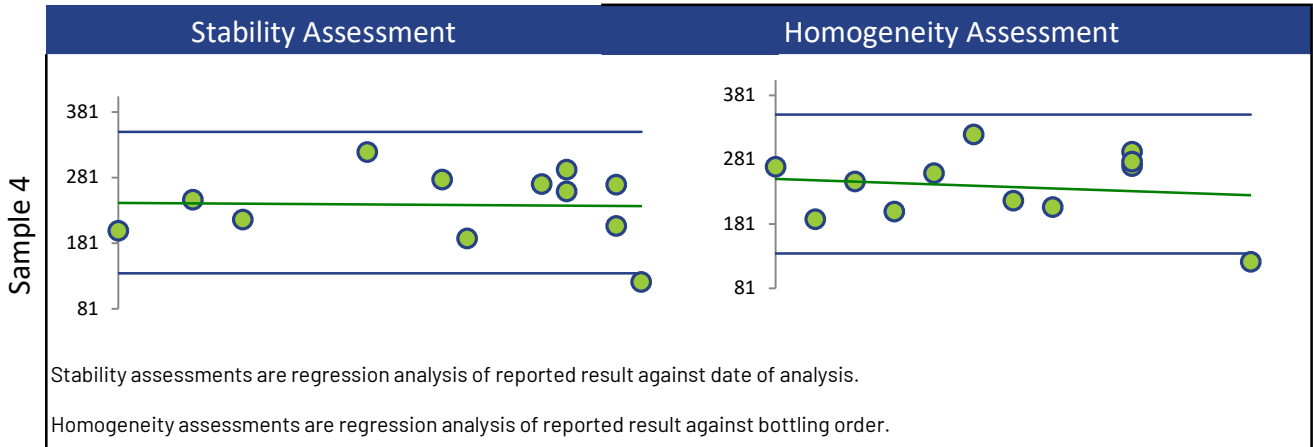 Stability Assessment
Homogeneity Assessment
Sample 4
381
281
181
81
381
281
181
81
Stability assessments are regression analysis of reported result against date of analysis.
Homogeneity assessments are regression analysis of reported result against bottling order.